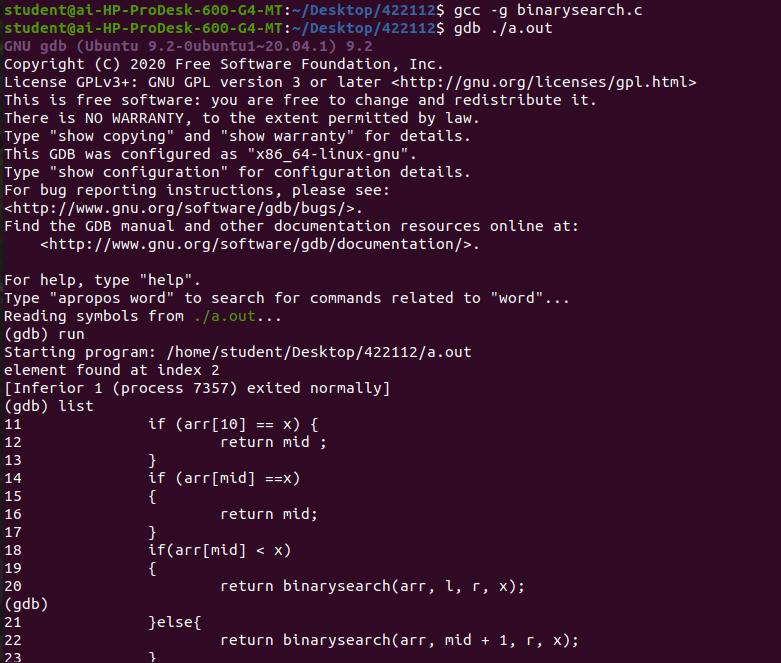 student@ai-HP-ProDesk-600-G4-MT:~/Desktop/422112$ gcc -g binarysearch.c
student@ai-HP-ProDesk-600-G4-MT:~/Desktop/422112$ gdb ./a.out
GNU gdb (Ubuntu 9.2-0ubuntu1~20.04.1) 9.2
Copyright (C) 2020 Free Software Foundation, Inc.
License GPLv3+: GNU GPL version 3 or later <http://gnu.org/licenses/gpl.html>
This is free software: you are free to change and redistribute it.
There is NO WARRANTY, to the extent permitted by law.
Type "show copying" and "show warranty" for details.
This GDB was configured as "x86_64-linux-gnu".
Type "show configuration" for configuration details.
For bug reporting instructions, please see:
<http://www.gnu.org/software/gdb/bugs/>.
Find the GDB manual and other documentation resources online at:
    <http://www.gnu.org/software/gdb/documentation/>.

For help, type "help".
Type "apropos word" to search for commands related to "word"...
Reading symbols from ./a.out...
(gdb) run
Starting program: /home/student/Desktop/422112/a.out
element found at index 2
[Inferior 1 (process 7357) exited normally]
(gdb) list
11              if (arr[10] == x) {
12                      return mid ;
13              }
14              if (arr[mid] ==x)
15              {
16                      return mid;
17              }
18              if(arr[mid] < x)
19              {
20                      return binarysearch(arr, l, r, x);
(gdb)
21              }else{
22                      return binarysearch(arr, mid + 1, r, x);
23              }